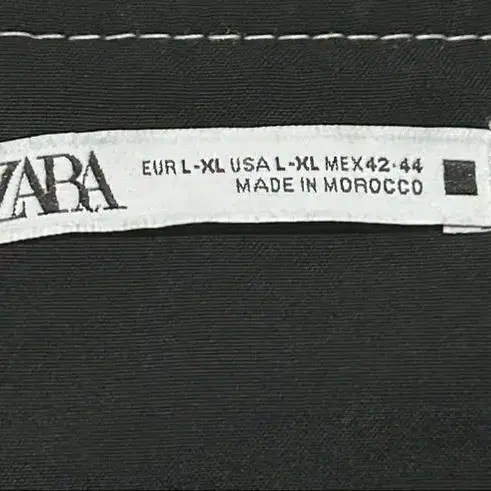 ZARA
EUR L-XL USA L-XL MEX 42-44
MADE IN MOROCCO